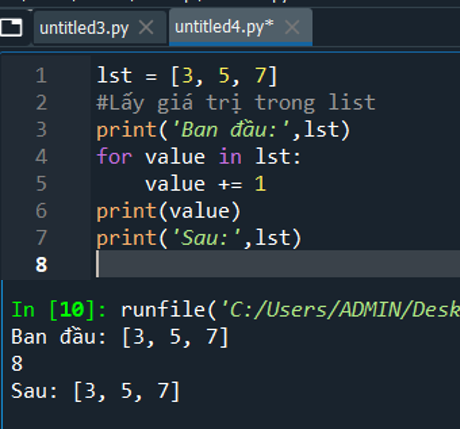 untitled3.py untitled4.py*
1 lst = [3, 5, 7]
2 #Lấy giá trị trong list
3 print('Ban đầu:',lst)
4 for value in lst:
5     value += 1
6 print(value)
7 print('Sau:',lst)
8
In [10]: runfile('C:/Users/ADMIN/Desk
Ban đầu: [3, 5, 7]
8
Sau: [3, 5, 7]